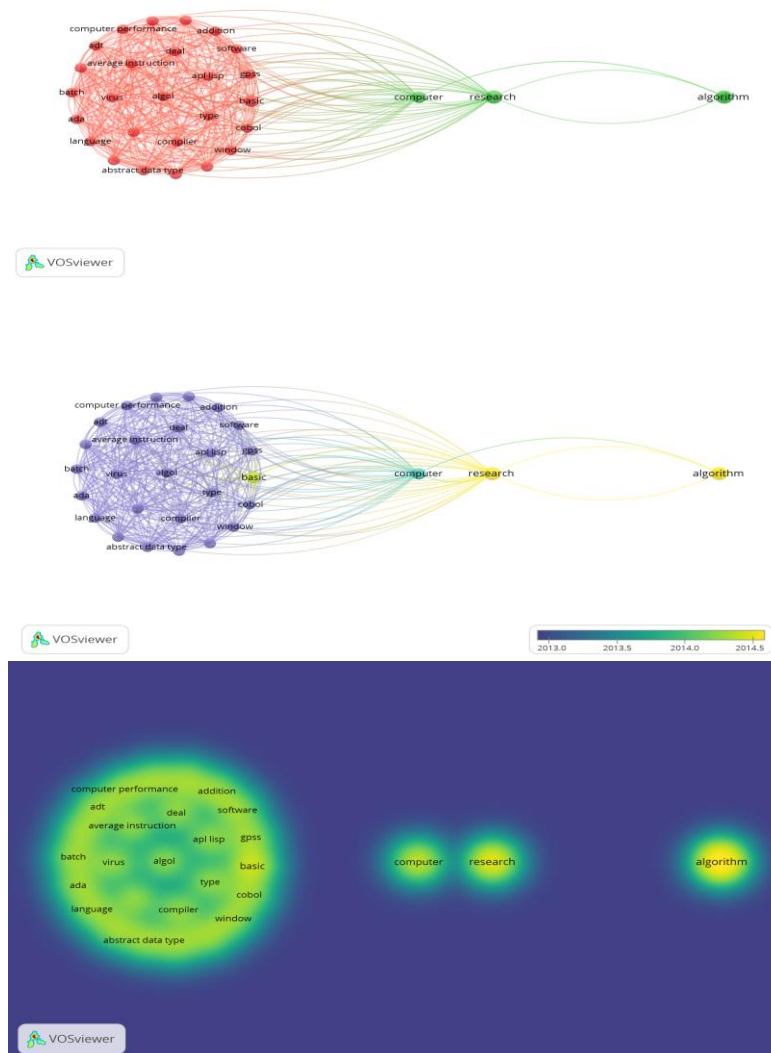 computer performance
addition
adt
deal
software
average instruction
apl lisp
gpss
batch
virus
algol
basic
computer
research
algorithm
ada
type
cobol
language
compiler
window
abstract data type
VOSviewer
computer performance
addition
adt
deal
software
average instruction
apl lisp
gpss
batch
virus
algol
basic
computer
research
algorithm
ada
type
cobol
language
compiler
window
abstract data type
VOSviewer
2013.0 2013.5 2014.0 2014.5
computer performance
addition
adt
deal
software
average instruction
apl lisp
gpss
batch
virus
algol
basic
computer
research
algorithm
ada
type
cobol
language
compiler
window
abstract data type
VOSviewer